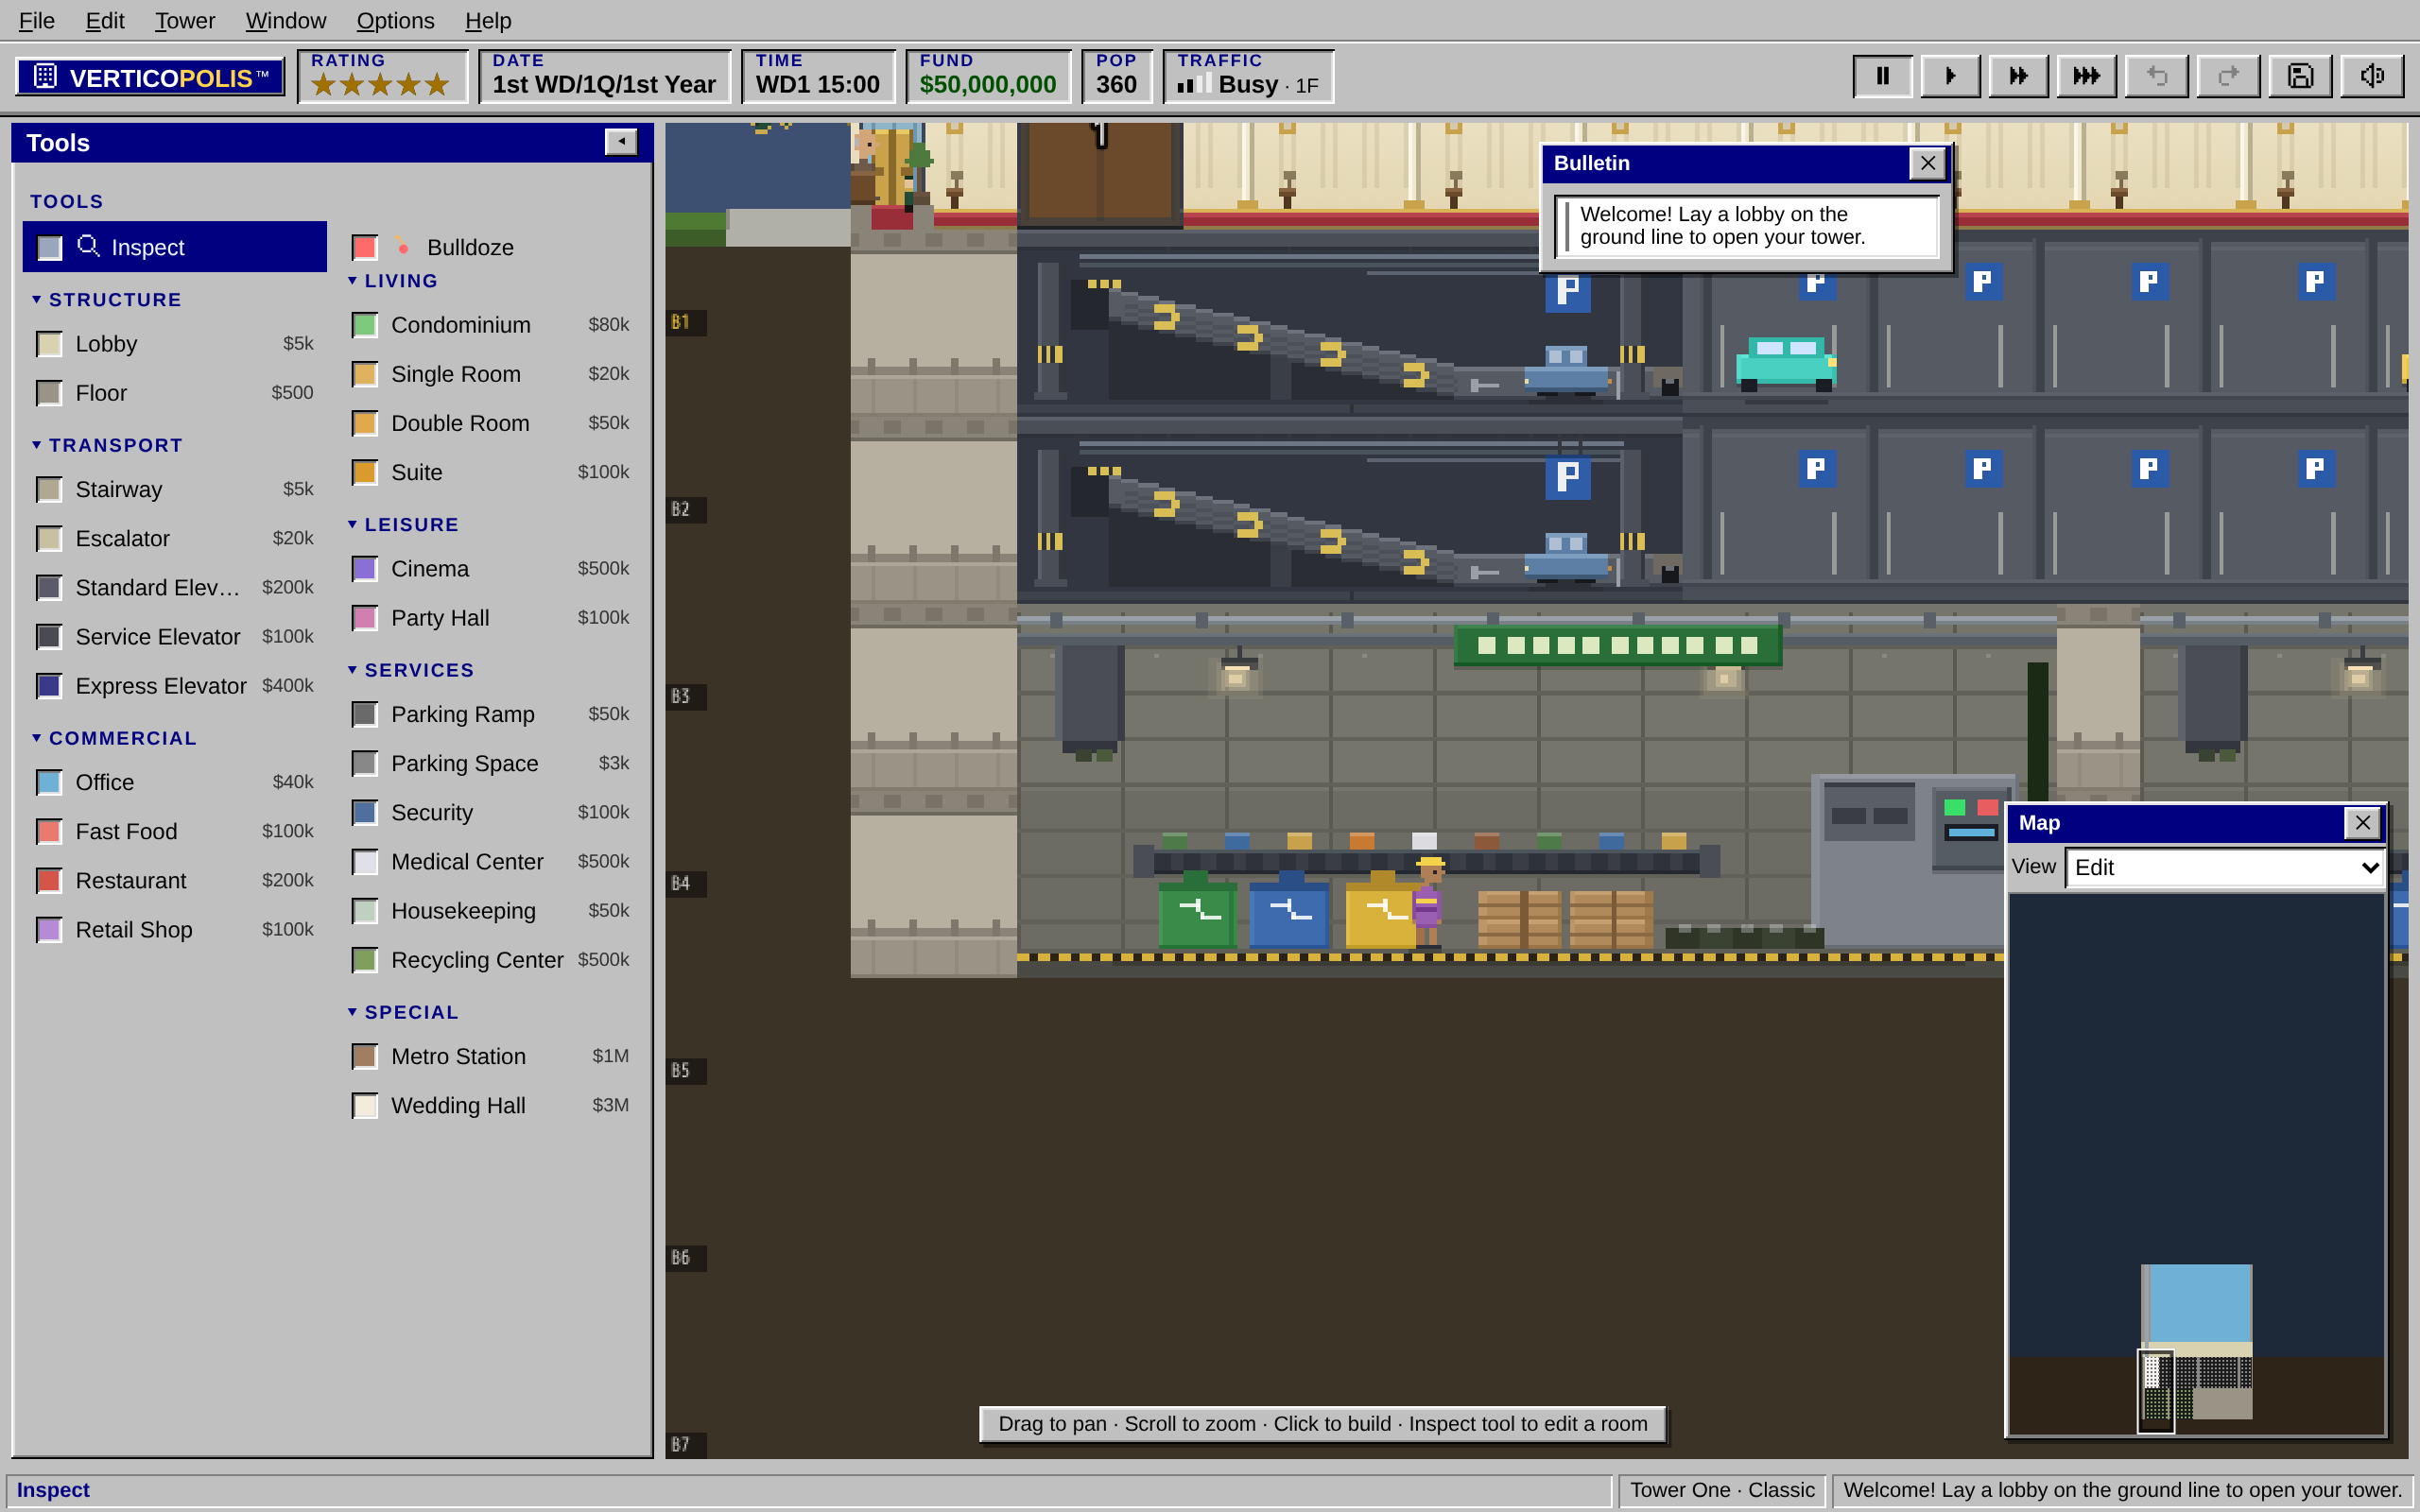 File Edit Tower Window Options Help
VERTICOPOLIS™
RATING
DATE
1st WD/1Q/1st Year
TIME
WD1 15:00
FUND
$50,000,000
POP
360
TRAFFIC
Busy · 1F
Tools
TOOLS
Inspect
Bulldoze
STRUCTURE
Lobby $5k
Floor $500
TRANSPORT
Stairway $5k
Escalator $20k
Standard Elev… $200k
Service Elevator $100k
Express Elevator $400k
COMMERCIAL
Office $40k
Fast Food $100k
Restaurant $200k
Retail Shop $100k
LIVING
Condominium $80k
Single Room $20k
Double Room $50k
Suite $100k
LEISURE
Cinema $500k
Party Hall $100k
SERVICES
Parking Ramp $50k
Parking Space $3k
Security $100k
Medical Center $500k
Housekeeping $50k
Recycling Center $500k
SPECIAL
Metro Station $1M
Wedding Hall $3M
1
Bulletin
Welcome! Lay a lobby on the
ground line to open your tower.
B1
P P P P P
B2
P P P P P
B3
B4
B5
B6
B7
Map
View Edit
Drag to pan · Scroll to zoom · Click to build · Inspect tool to edit a room
Inspect
Tower One · Classic
Welcome! Lay a lobby on the ground line to open your tower.